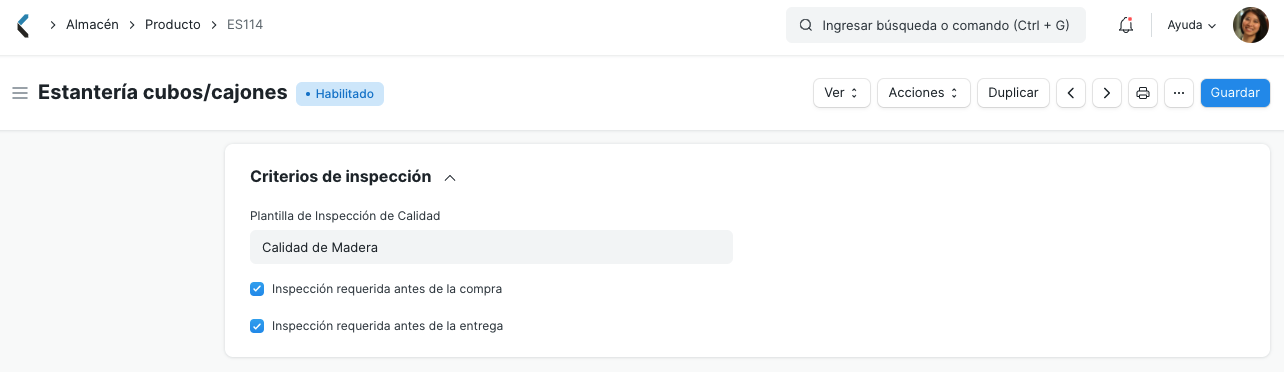 Almacén Producto ES114
Ingresar búsqueda o comando (Ctrl + G)
Ayuda
Estantería cubos/cajones
Habilitado
Ver
Acciones
Duplicar
Guardar
Criterios de inspección
Plantilla de Inspección de Calidad
Calidad de Madera
Inspección requerida antes de la compra
Inspección requerida antes de la entrega